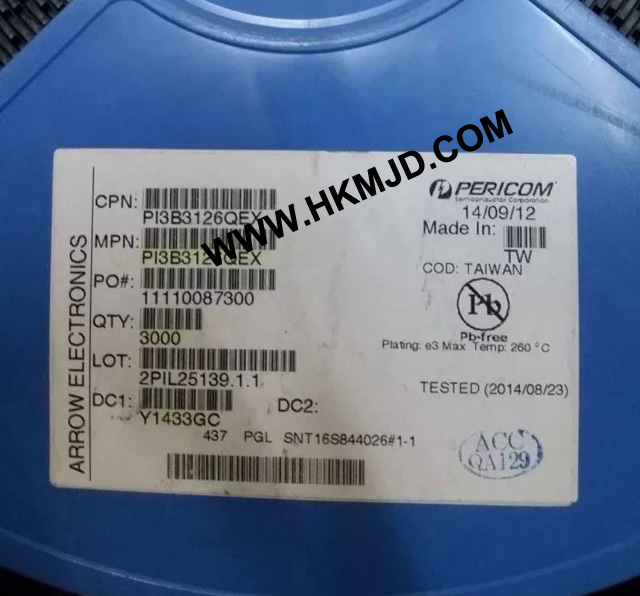 WWW.HKMJD.COM
ARROW ELECTRONICS
CPN:
PI3B3126QEX
MPN:
PI3B3126QEX
PO#:
11110087300
QTY:
3000
LOT:
2PIL25139.1.1
DC1:
Y1433GC
DC2:
437 PGL SNT16S844026#1-1
PERICOM
Semiconductor Corporation
14/09/12
Made In:
TW
COD: TAIWAN
Pb
Pb-free
Plating: e3 Max Temp: 260 °C
TESTED (2014/08/23)
ACC
QA129